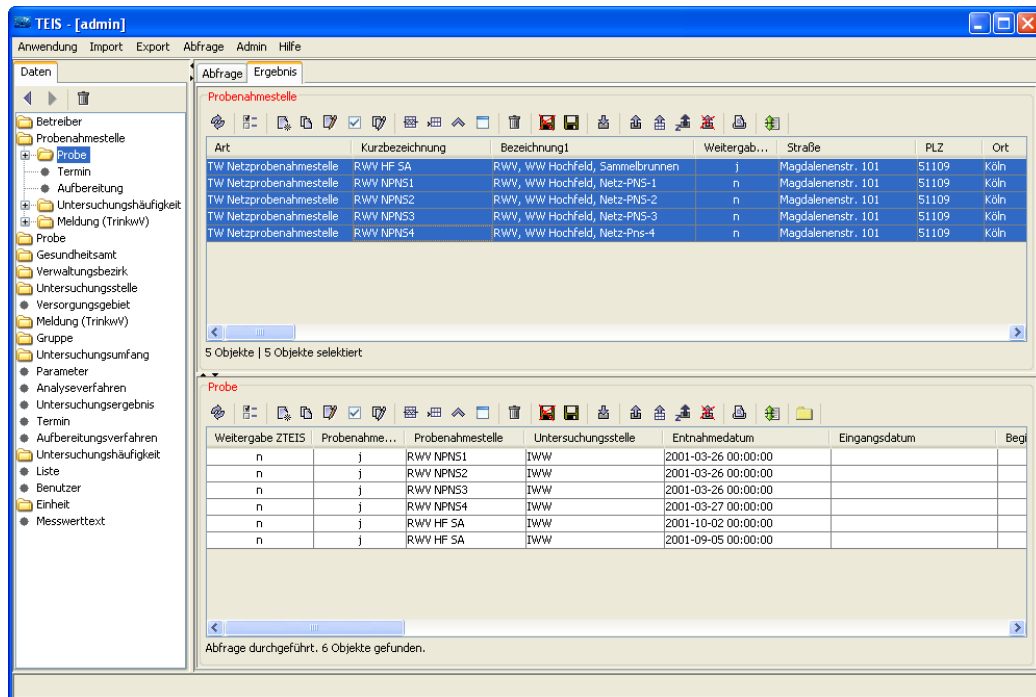 TEIS - [admin]
Anwendung Import Export Abfrage Admin Hilfe
Daten
Betreiber
Probenahmestelle
Probe
Termin
Aufbereitung
Untersuchungshäufigkeit
Meldung (TrinkwV)
Probe
Gesundheitsamt
Verwaltungsbezirk
Untersuchungsstelle
Versorgungsgebiet
Meldung (TrinkwV)
Gruppe
Untersuchungsumfang
Parameter
Analyseverfahren
Untersuchungsergebnis
Termin
Aufbereitungsverfahren
Untersuchungshäufigkeit
Liste
Benutzer
Einheit
Messwerttext
Abfrage Ergebnis
Probenahmestelle
Art Kurzbezeichnung Bezeichnung1 Weitergab... Straße PLZ Ort
TW Netzprobenahmestelle RWV HF SA RWV, WW Hochfeld, Sammelbrunnen j Magdalenenstr. 101 51109 Köln
TW Netzprobenahmestelle RWV NPNS1 RWV, WW Hochfeld, Netz-PNS-1 n Magdalenenstr. 101 51109 Köln
TW Netzprobenahmestelle RWV NPNS2 RWV, WW Hochfeld, Netz-PNS-2 n Magdalenenstr. 101 51109 Köln
TW Netzprobenahmestelle RWV NPNS3 RWV, WW Hochfeld, Netz-PNS-3 n Magdalenenstr. 101 51109 Köln
TW Netzprobenahmestelle RWV NPNS4 RWV, WW Hochfeld, Netz-Pns-4 n Magdalenenstr. 101 51109 Köln
5 Objekte | 5 Objekte selektiert
Probe
Weitergabe ZTEIS Probenahme... Probenahmestelle Untersuchungsstelle Entnahmedatum Eingangsdatum Begi
n j RWV NPNS1 IWW 2001-03-26 00:00:00
n j RWV NPNS2 IWW 2001-03-26 00:00:00
n j RWV NPNS3 IWW 2001-03-26 00:00:00
n j RWV NPNS4 IWW 2001-03-27 00:00:00
n j RWV HF SA IWW 2001-10-02 00:00:00
n j RWV HF SA IWW 2001-09-05 00:00:00
Abfrage durchgeführt. 6 Objekte gefunden.